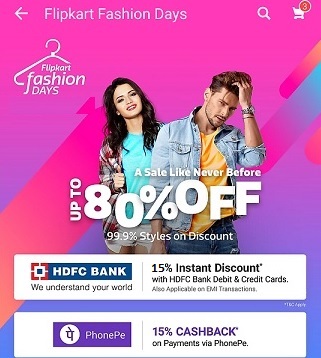 Flipkart Fashion Days
3
Flipkart
fashion
DAYS
A Sale Like Never Before
UP TO
80%OFF
99.9% Styles on Discount
HDFC BANK
We understand your world
15% Instant Discount*
with HDFC Bank Debit & Credit Cards.
Also Applicable on EMI Transactions.
*T&C Apply
पे PhonePe
15% CASHBACK*
on Payments via PhonePe.